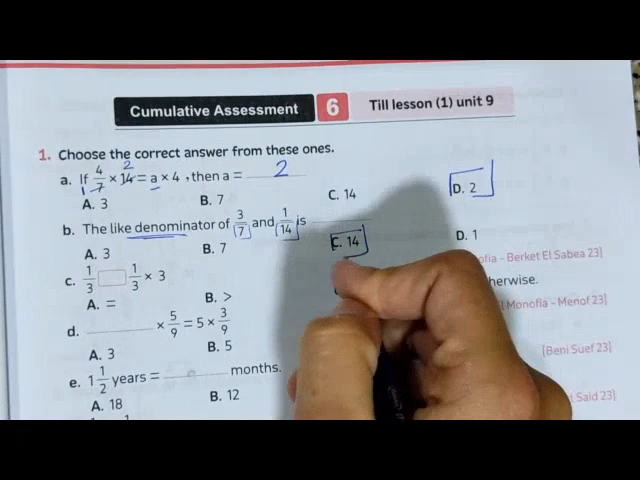 Cumulative Assessment 6 Till lesson (1) unit 9
1. Choose the correct answer from these ones.
a. If 4/7 × 14 = a × 4 , then a = 2
1 2
A. 3 B. 7 C. 14 D. 2
b. The like denominator of 3/7 and 1/14 is
A. 3 B. 7 C. 14 D. 1
Berket El Sabea 23]
c. 1/3 1/3 × 3
A. = B. > herwise.
Monofia - Menof 23]
d. × 5/9 = 5 × 3/9
A. 3 B. 5 [Beni Suef 23]
e. 1 1/2 years = months.
A. 18 B. 12 Said 23]